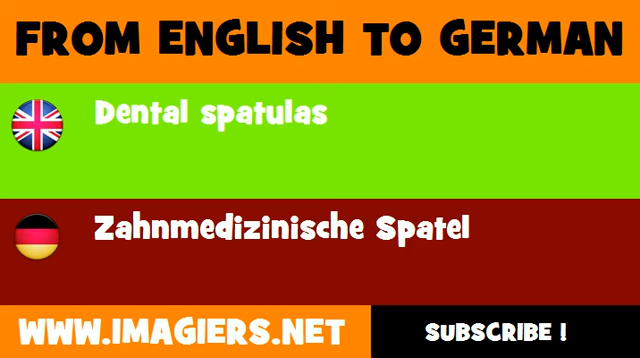 FROM ENGLISH TO GERMAN
Dental spatulas
Zahnmedizinische Spatel
WWW.IMAGIERS.NET
SUBSCRIBE !